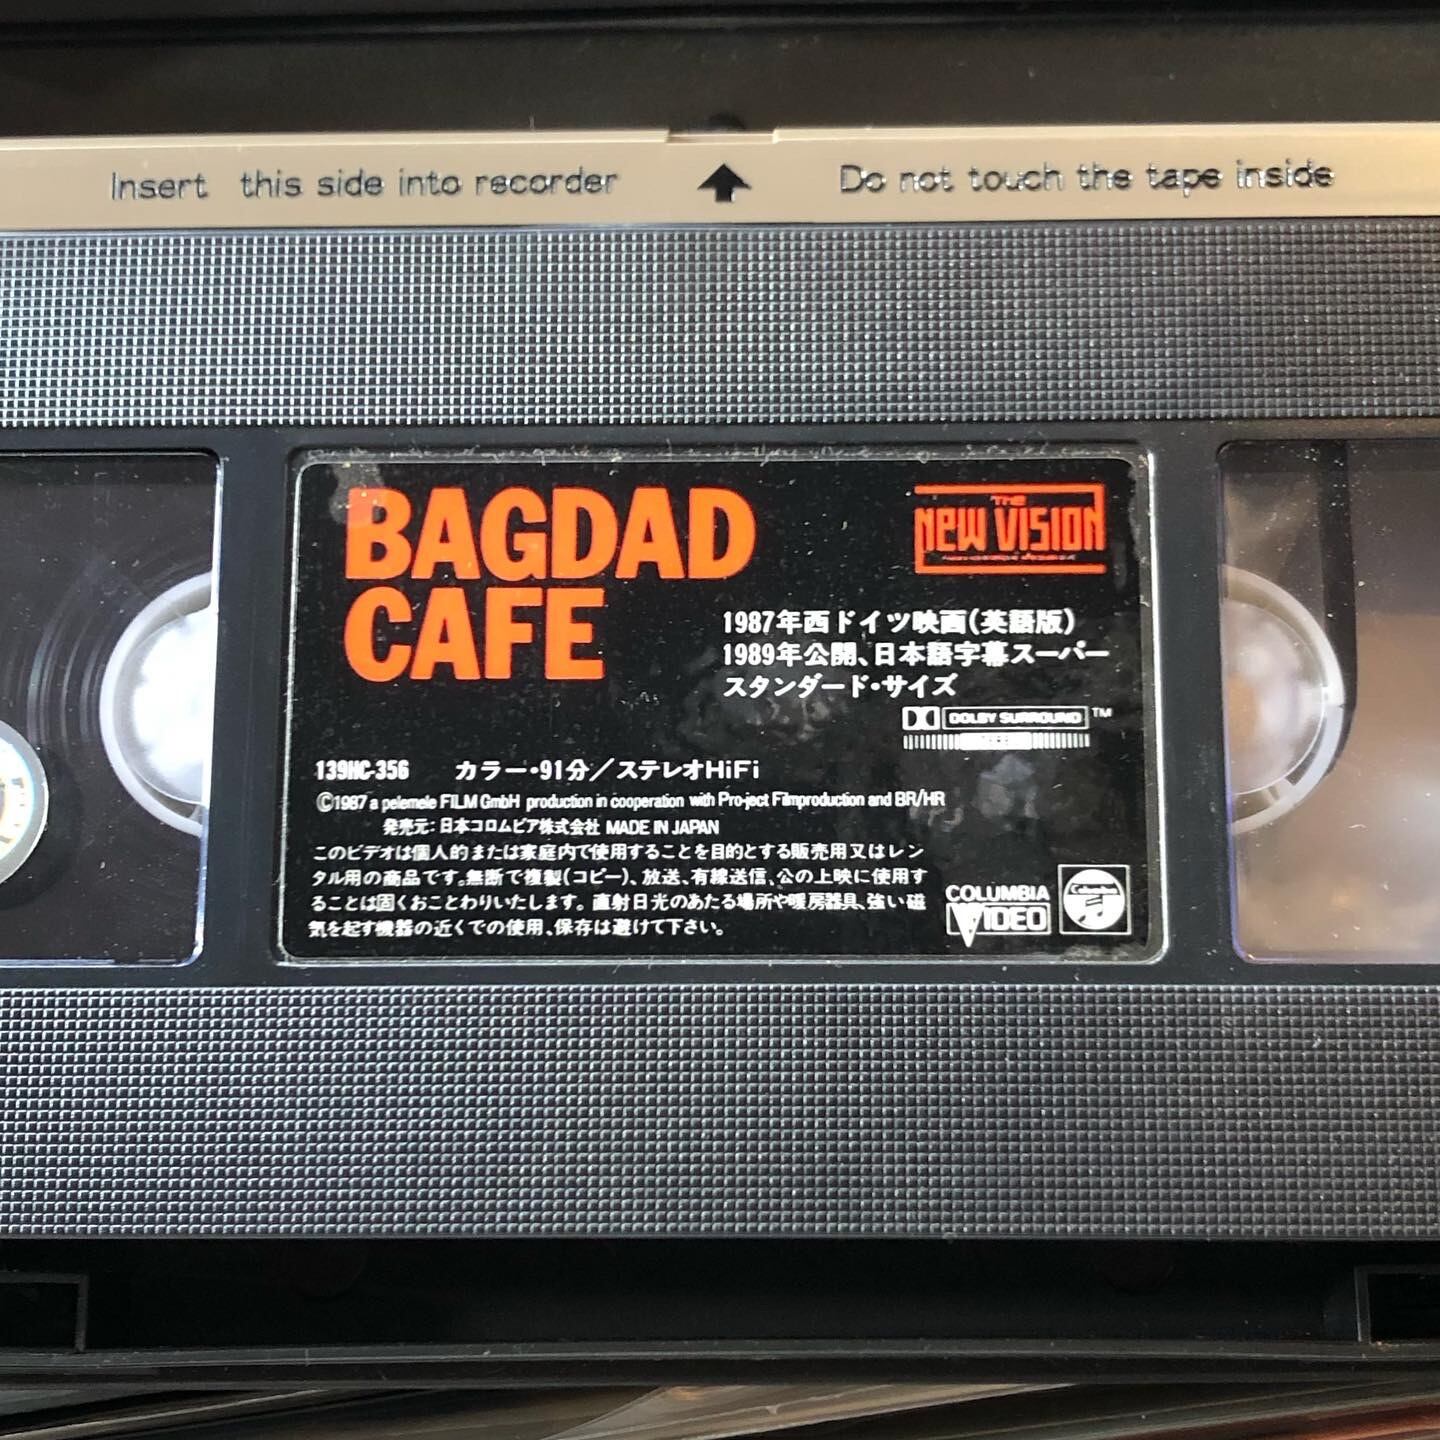 Insert this side into recorder
Do not touch the tape inside
BAGDAD
CAFE
THE
NEW VISION
1987年西ドイツ映画(英語版)
1989年公開、日本語字幕スーパー
スタンダード・サイズ
DOLBY SURROUND TM
139HC-356 カラー・91分/ステレオHiFi
©1987 a pelemele FILM GmbH production in cooperation with Pro-ject Filmproduction and BR/HR
発売元:日本コロムビア株式会社 MADE IN JAPAN
このビデオは個人的または家庭内で使用することを目的とする販売用又はレン
タル用の商品です。無断で複製(コピー)、放送、有線送信、公の上映に使用す
ることは固くおことわりいたします。直射日光のあたる場所や暖房器具、強い磁
気を起す機器の近くでの使用、保存は避けて下さい。
COLUMBIA
VIDEO
Columbia